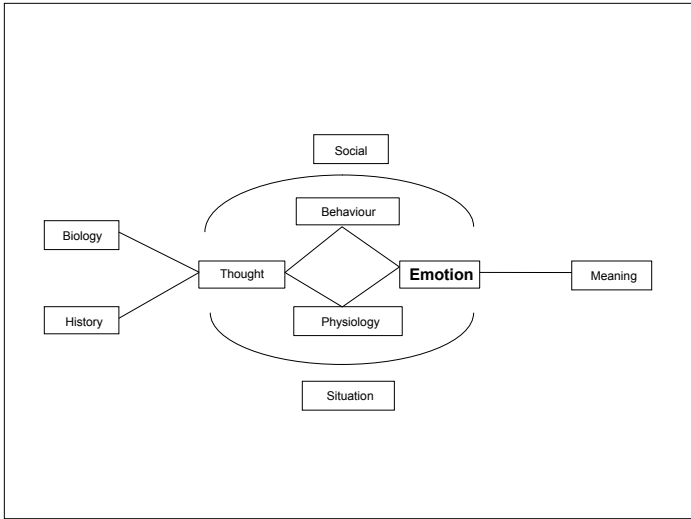 Social
Behaviour
Biology
Thought
Emotion
Meaning
History
Physiology
Situation